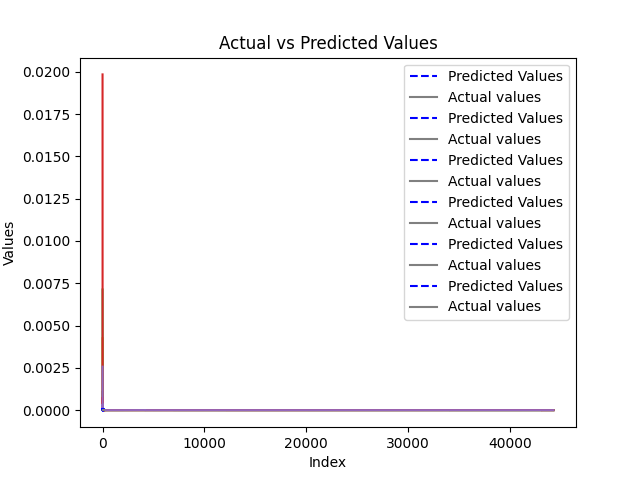 Actual vs Predicted Values
0.0200
0.0175
0.0150
0.0125
0.0100
0.0075
0.0050
0.0025
0.0000
Values
Predicted Values
Actual values
Predicted Values
Actual values
Predicted Values
Actual values
Predicted Values
Actual values
Predicted Values
Actual values
Predicted Values
Actual values
0 10000 20000 30000 40000
Index